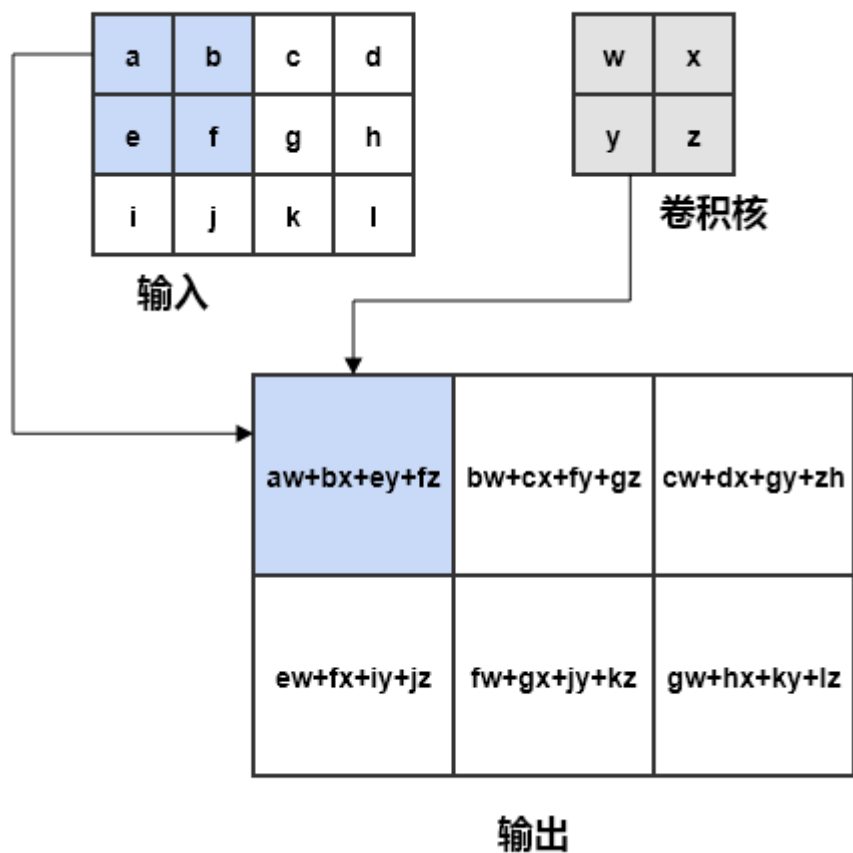 a b c d w x
e f g h y z
i j k l 卷积核
输入
aw+bx+ey+fz bw+cx+fy+gz cw+dx+gy+zh
ew+fx+iy+jz fw+gx+jy+kz gw+hx+ky+lz
输出